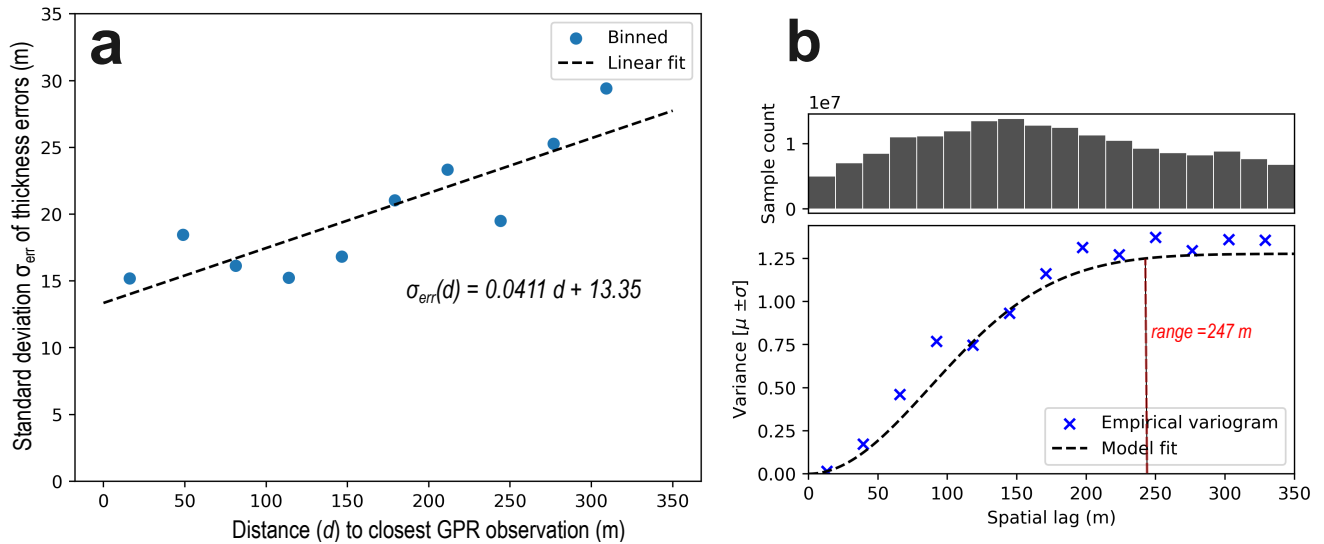 a
Standard deviation σerr of thickness errors (m)
35
30
25
20
15
10
5
0
Binned
Linear fit
σerr(d) = 0.0411 d + 13.35
0
50
100
150
200
250
300
350
Distance (d) to closest GPR observation (m)
b
1e7
Sample count
1
0
Variance [μ ±σ]
1.25
1.00
0.75
0.50
0.25
0.00
range =247 m
Empirical variogram
Model fit
0
50
100
150
200
250
300
350
Spatial lag (m)